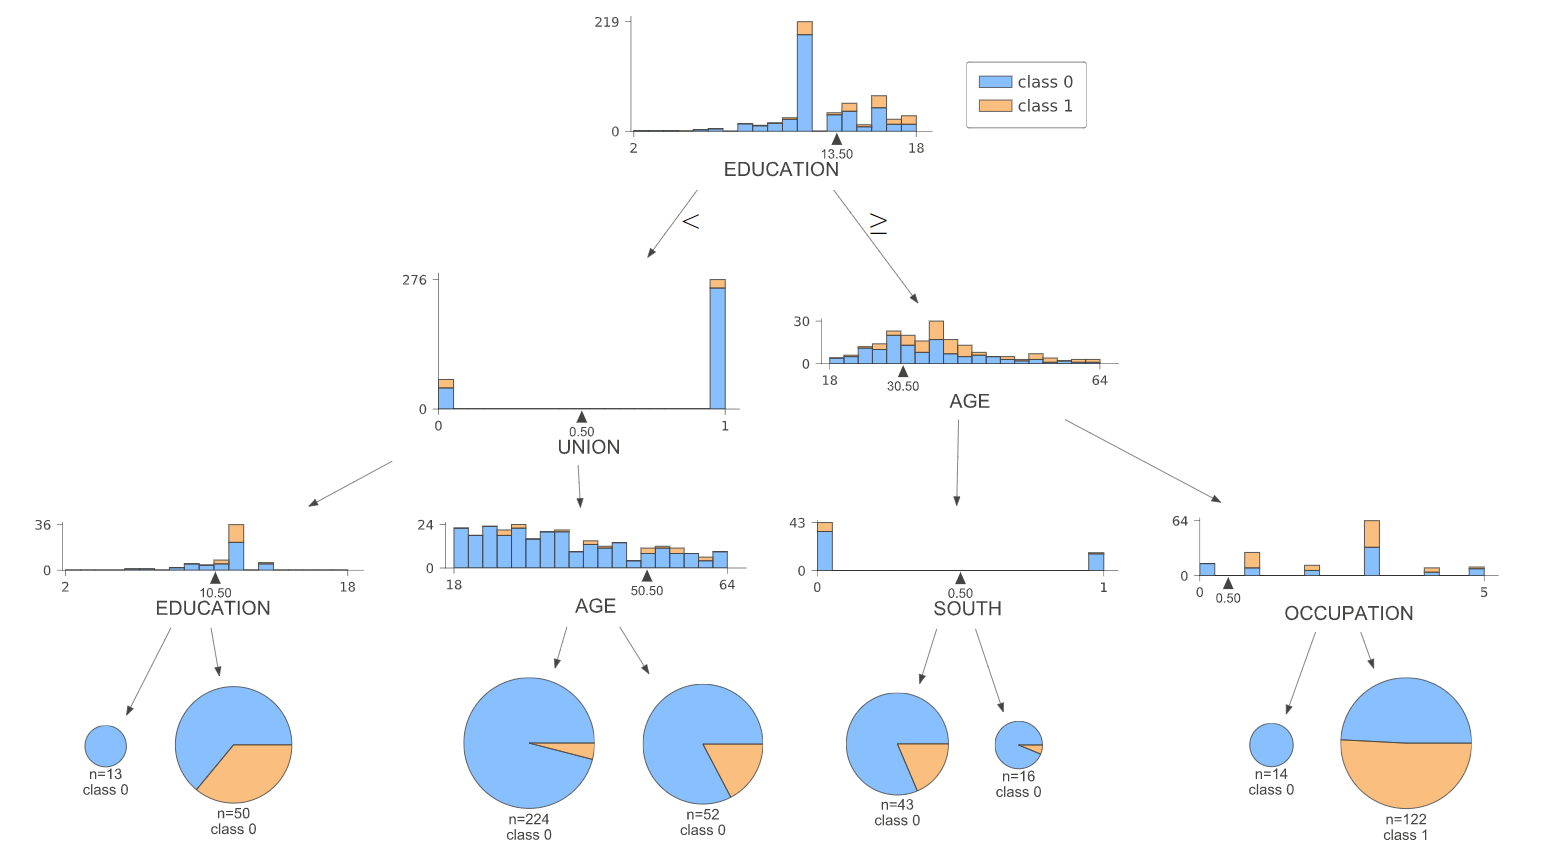 219
0
2
13.50
18
EDUCATION
class 0
class 1
<
≥
276
0
0
0.50
1
UNION
30
0
18
30.50
64
AGE
36
0
2
10.50
18
EDUCATION
24
0
18
50.50
64
AGE
43
0
0
0.50
1
SOUTH
64
0
0
0.50
5
OCCUPATION
n=13
class 0
n=50
class 0
n=224
class 0
n=52
class 0
n=43
class 0
n=16
class 0
n=14
class 0
n=122
class 1